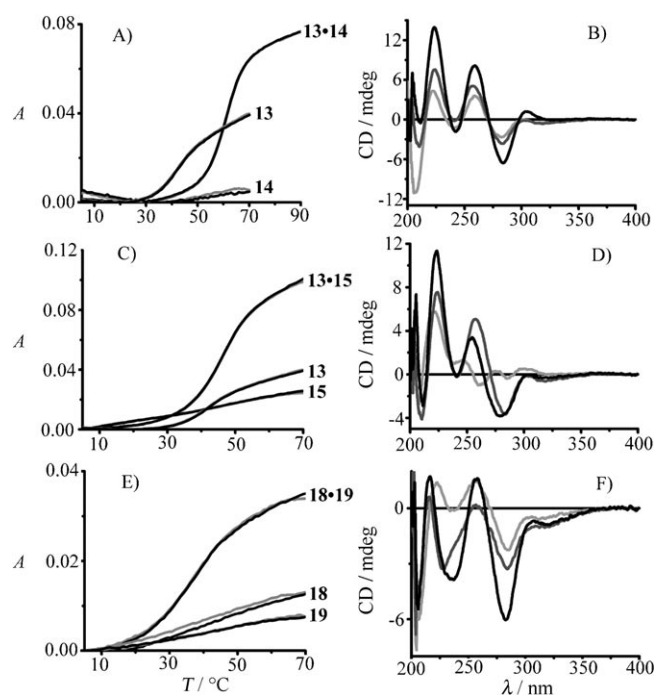 A) B)
0.08 0.04 0.00
A
10 30 50 70 90
13•14
13
14
CD / mdeg
12 6 0 -6 -12
200 250 300 350 400
C) D)
0.12 0.08 0.04 0.00
A
10 30 50 70
13•15
13
15
CD / mdeg
12 8 4 0 -4
200 250 300 350 400
E) F)
0.04 0.02 0.00
A
10 30 50 70
T / °C
18•19
18
19
CD / mdeg
0 -6
200 250 300 350 400
λ / nm